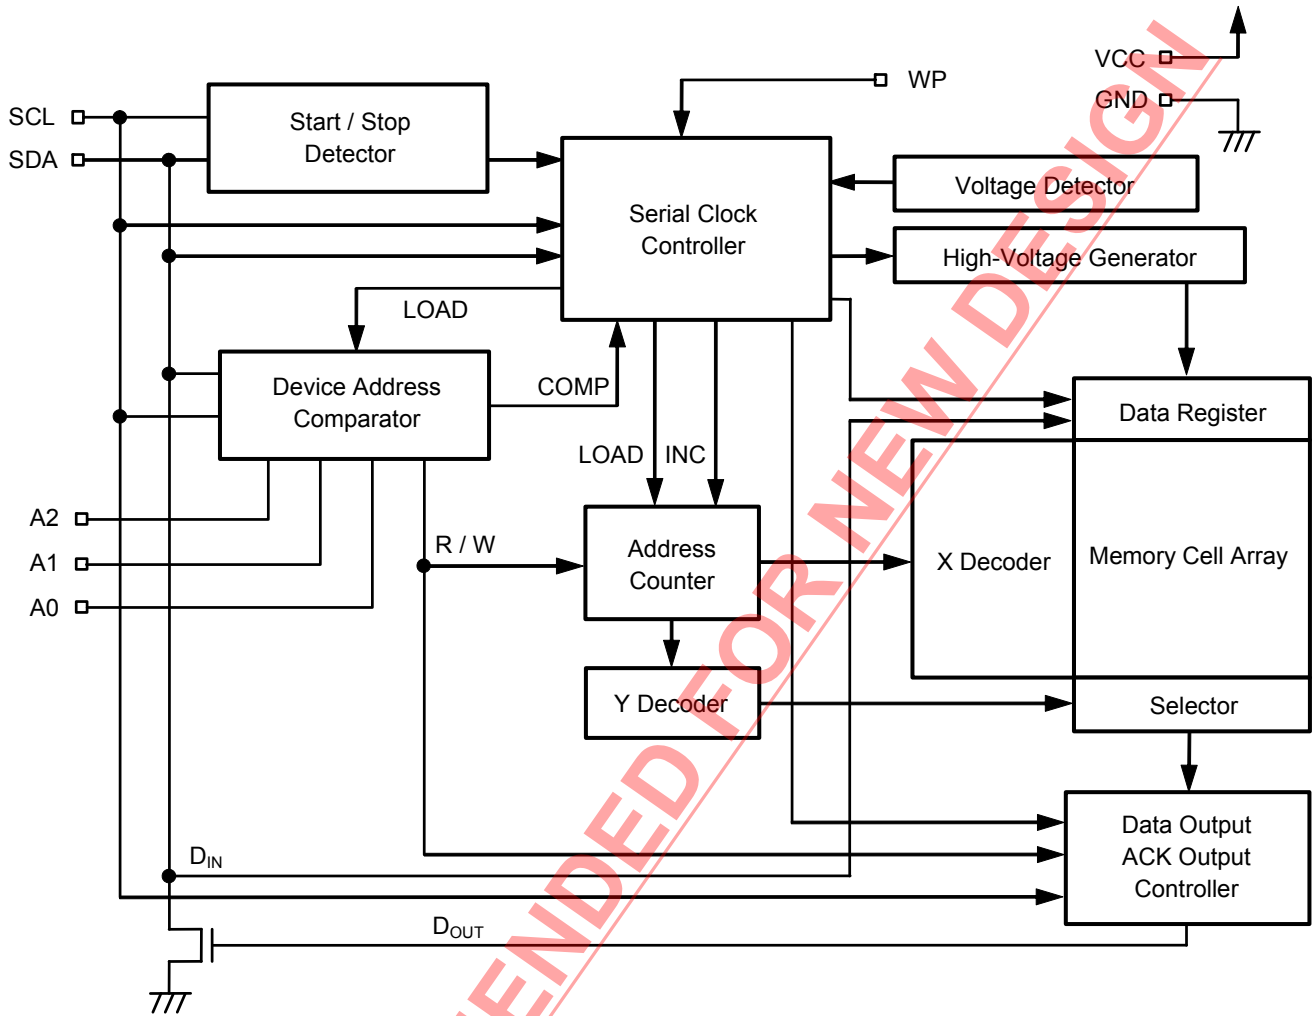 VCC
WP
GND
SCL
SDA
Start / Stop
Detector
Voltage Detector
Serial Clock
Controller
High-Voltage Generator
LOAD
Device Address
Comparator
COMP
Data Register
LOAD
INC
A2
R / W
Address
Counter
X Decoder
Memory Cell Array
A1
A0
Y Decoder
Selector
Data Output
ACK Output
Controller
DIN
DOUT
ENDED FOR NEW DESIGN